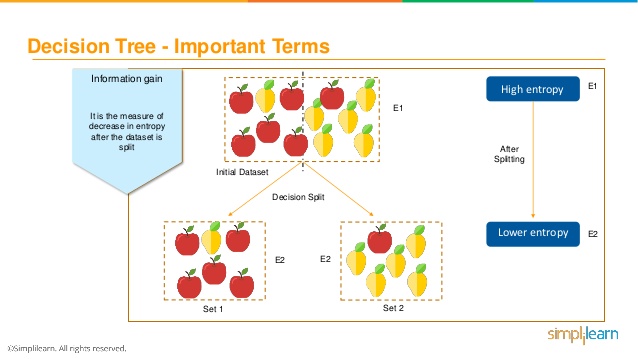 Decision Tree - Important Terms
Information gain
It is the measure of
decrease in entropy
after the dataset is
split
E1
Initial Dataset
Decision Split
E2
E2
Set 1
Set 2
High entropy
E1
After
Splitting
Lower entropy
E2
©Simplilearn. All rights reserved.
simplilearn